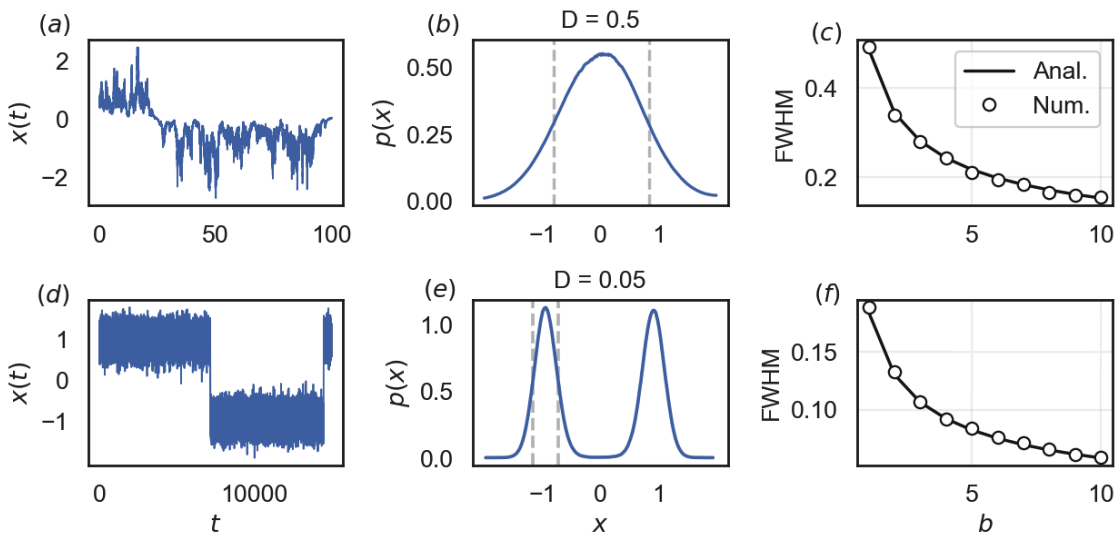 (a)
2
0
−2
x(t)
0 50 100
(b)
D = 0.5
0.50
0.25
0.00
p(x)
−1 0 1
(c)
0.4
0.2
FWHM
Anal.
Num.
5 10
(d)
1
0
−1
x(t)
0 10000
t
(e)
D = 0.05
1.0
0.5
0.0
p(x)
−1 0 1
x
(f)
0.15
0.10
FWHM
5 10
b